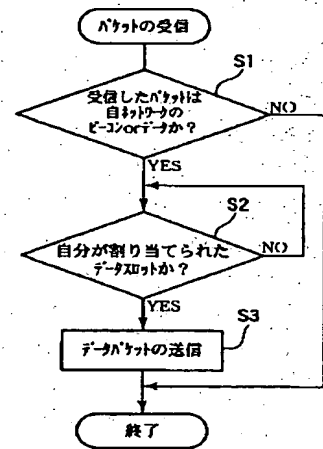 パケットの受信
S1
受信したパケットは
自ネットワークの
ビーコンorデータか?
NO
YES
S2
自分が割り当てられた
データスロットか?
NO
YES
S3
データパケットの送信
終了